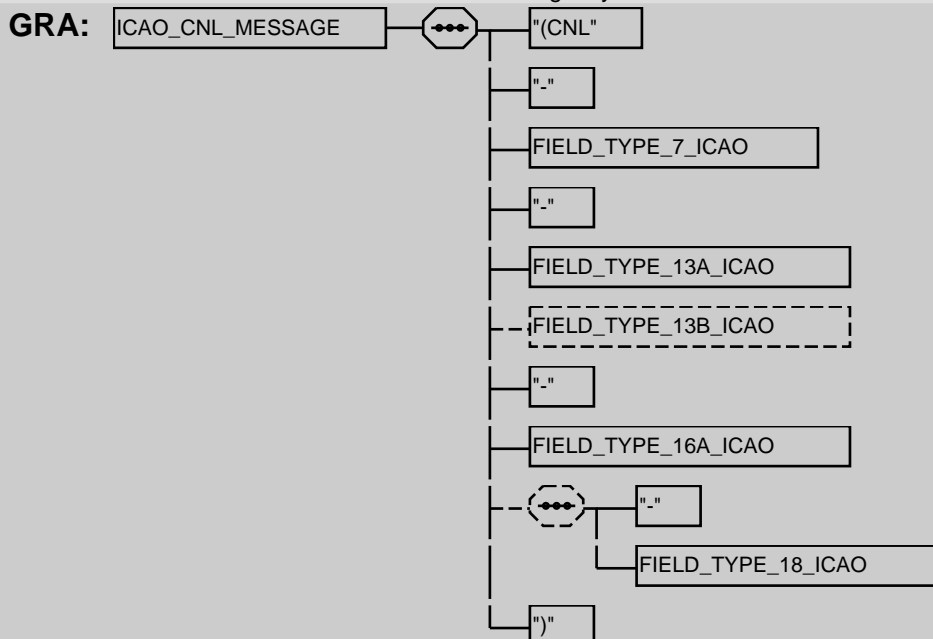 GRA: ICAO_CNL_MESSAGE "(CNL"
"-"
FIELD_TYPE_7_ICAO
"-"
FIELD_TYPE_13A_ICAO
FIELD_TYPE_13B_ICAO
"-"
FIELD_TYPE_16A_ICAO
"-"
FIELD_TYPE_18_ICAO
")"